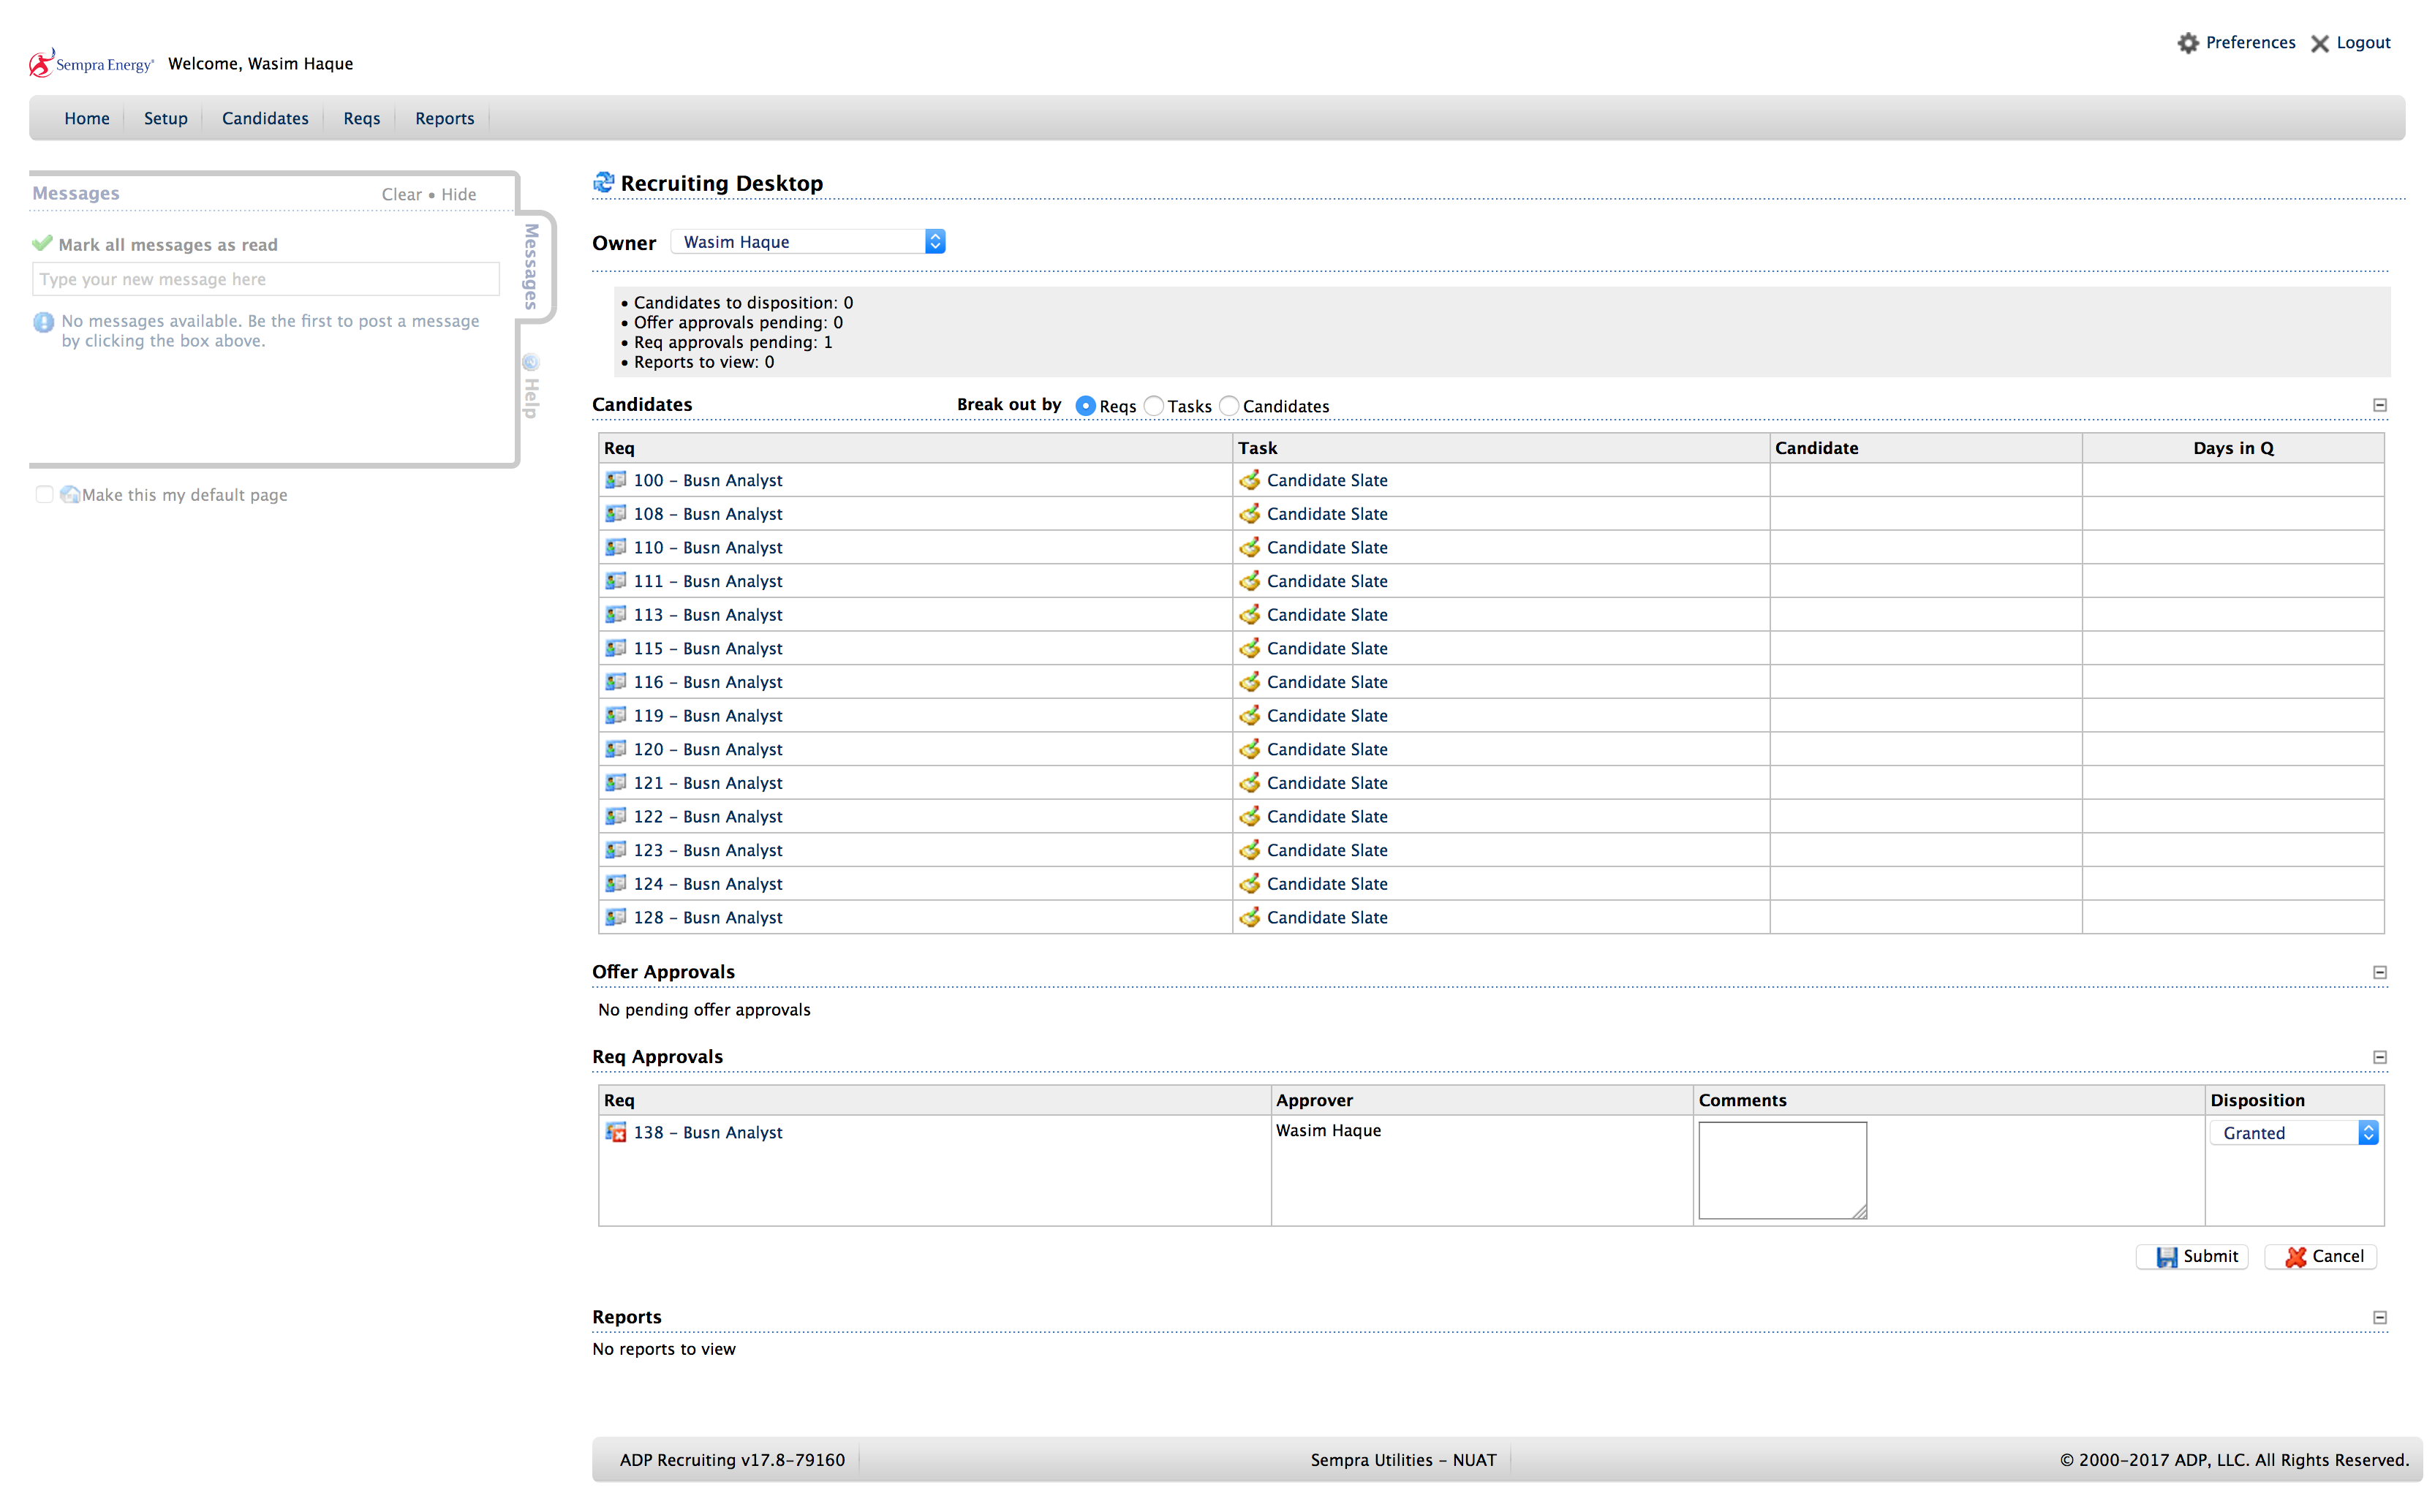 Preferences Logout
Sempra Energy® Welcome, Wasim Haque
Home Setup Candidates Reqs Reports
Messages Clear • Hide
Mark all messages as read
Type your new message here
No messages available. Be the first to post a message
by clicking the box above.
Messages
Help
Make this my default page
Recruiting Desktop
Owner Wasim Haque
• Candidates to disposition: 0
• Offer approvals pending: 0
• Req approvals pending: 1
• Reports to view: 0
Candidates Break out by Reqs Tasks Candidates
Req Task Candidate Days in Q
100 – Busn Analyst Candidate Slate
108 – Busn Analyst Candidate Slate
110 – Busn Analyst Candidate Slate
111 – Busn Analyst Candidate Slate
113 – Busn Analyst Candidate Slate
115 – Busn Analyst Candidate Slate
116 – Busn Analyst Candidate Slate
119 – Busn Analyst Candidate Slate
120 – Busn Analyst Candidate Slate
121 – Busn Analyst Candidate Slate
122 – Busn Analyst Candidate Slate
123 – Busn Analyst Candidate Slate
124 – Busn Analyst Candidate Slate
128 – Busn Analyst Candidate Slate
Offer Approvals
No pending offer approvals
Req Approvals
Req Approver Comments Disposition
138 – Busn Analyst Wasim Haque Granted
Submit Cancel
Reports
No reports to view
ADP Recruiting v17.8–79160 Sempra Utilities – NUAT © 2000–2017 ADP, LLC. All Rights Reserved.